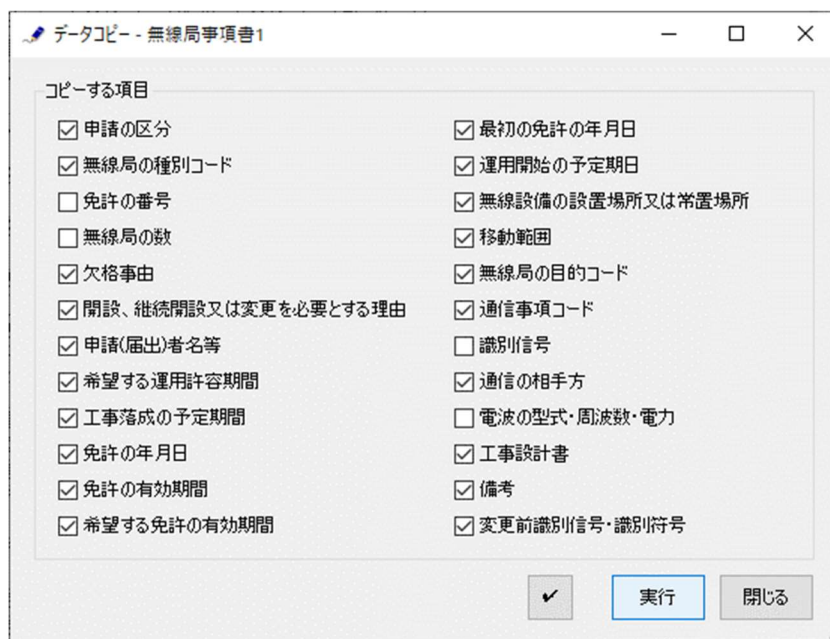 データコピー - 無線局事項書1
コピーする項目
申請の区分
無線局の種別コード
免許の番号
無線局の数
欠格事由
開設、継続開設又は変更を必要とする理由
申請(届出)者名等
希望する運用許容期間
工事落成の予定期間
免許の年月日
免許の有効期間
希望する免許の有効期間
最初の免許の年月日
運用開始の予定期日
無線設備の設置場所又は常置場所
移動範囲
無線局の目的コード
通信事項コード
識別信号
通信の相手方
電波の型式・周波数・電力
工事設計書
備考
変更前識別信号・識別符号
実行
閉じる